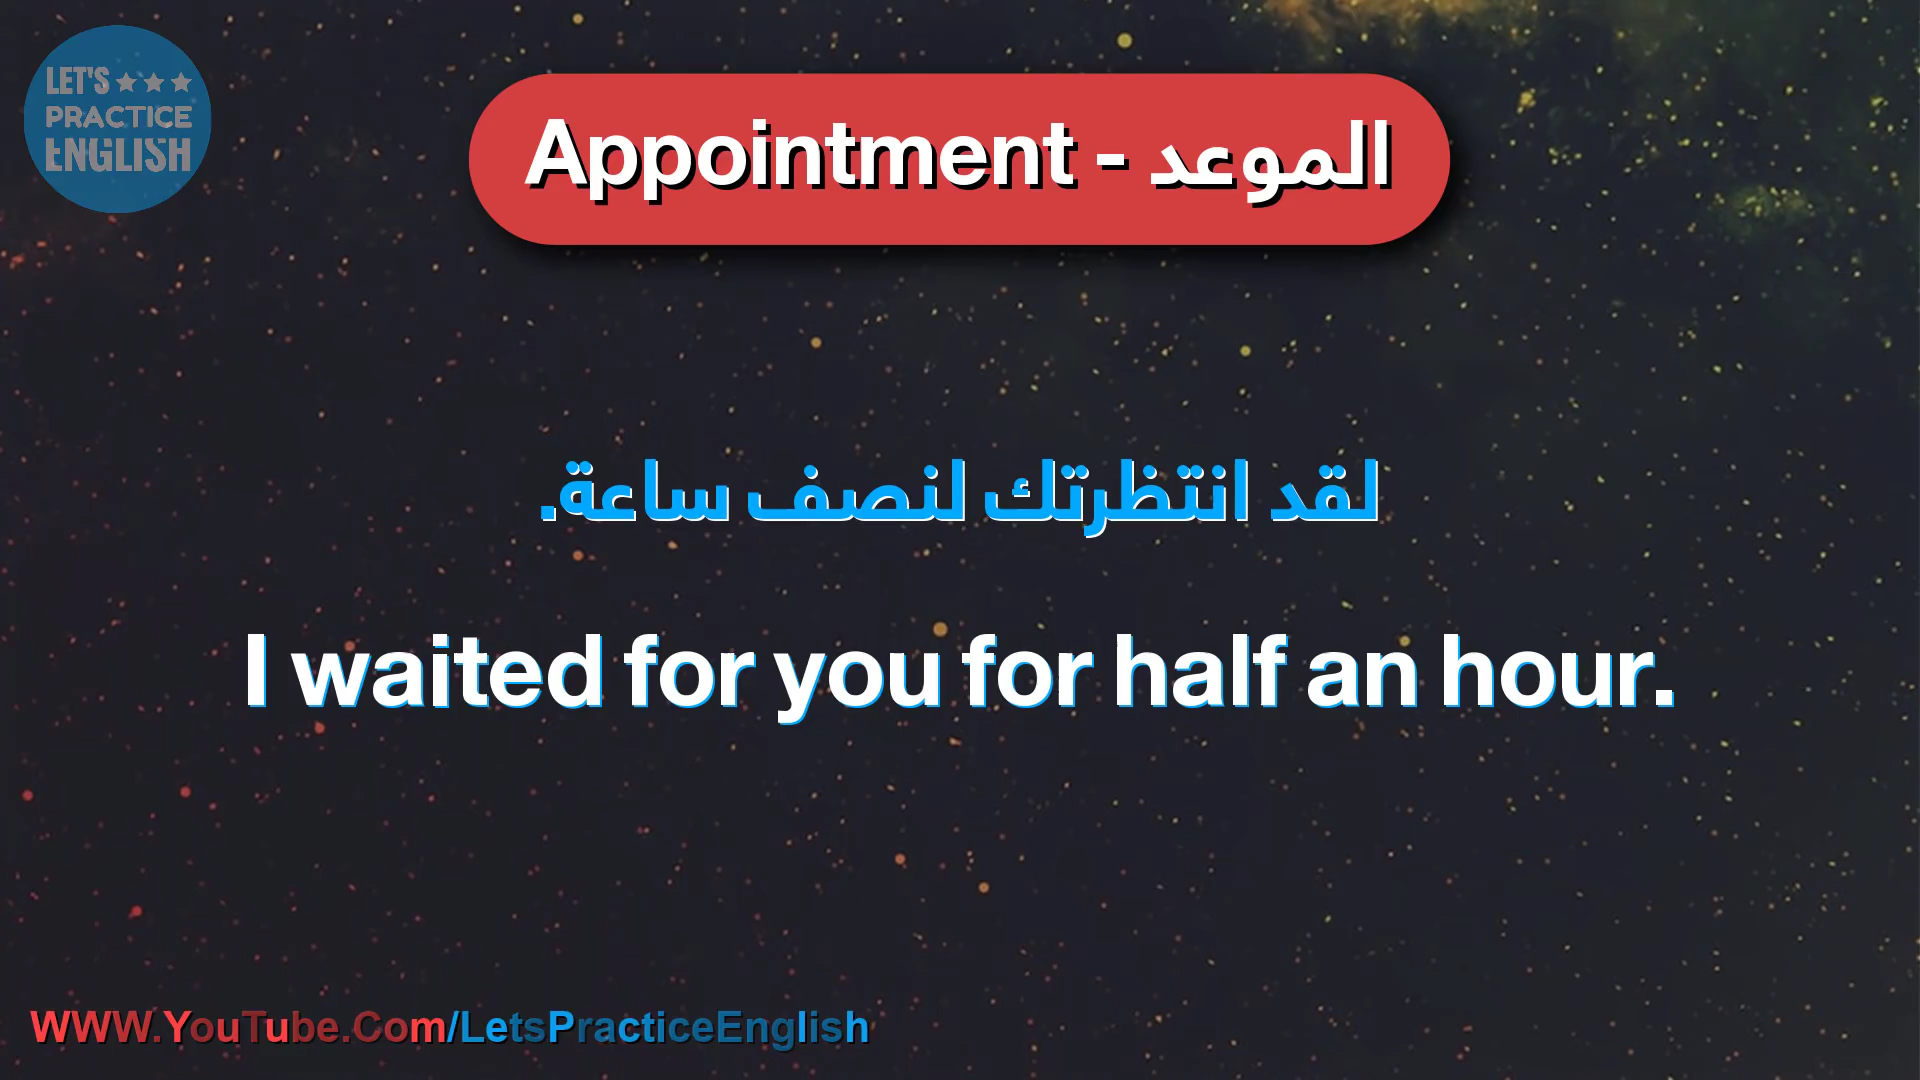 LET'S
PRACTICE
ENGLISH
Appointment - الموعد
لقد انتظرتك لنصف ساعة.
I waited for you for half an hour.
WWW.YouTube.Com/LetsPracticeEnglish